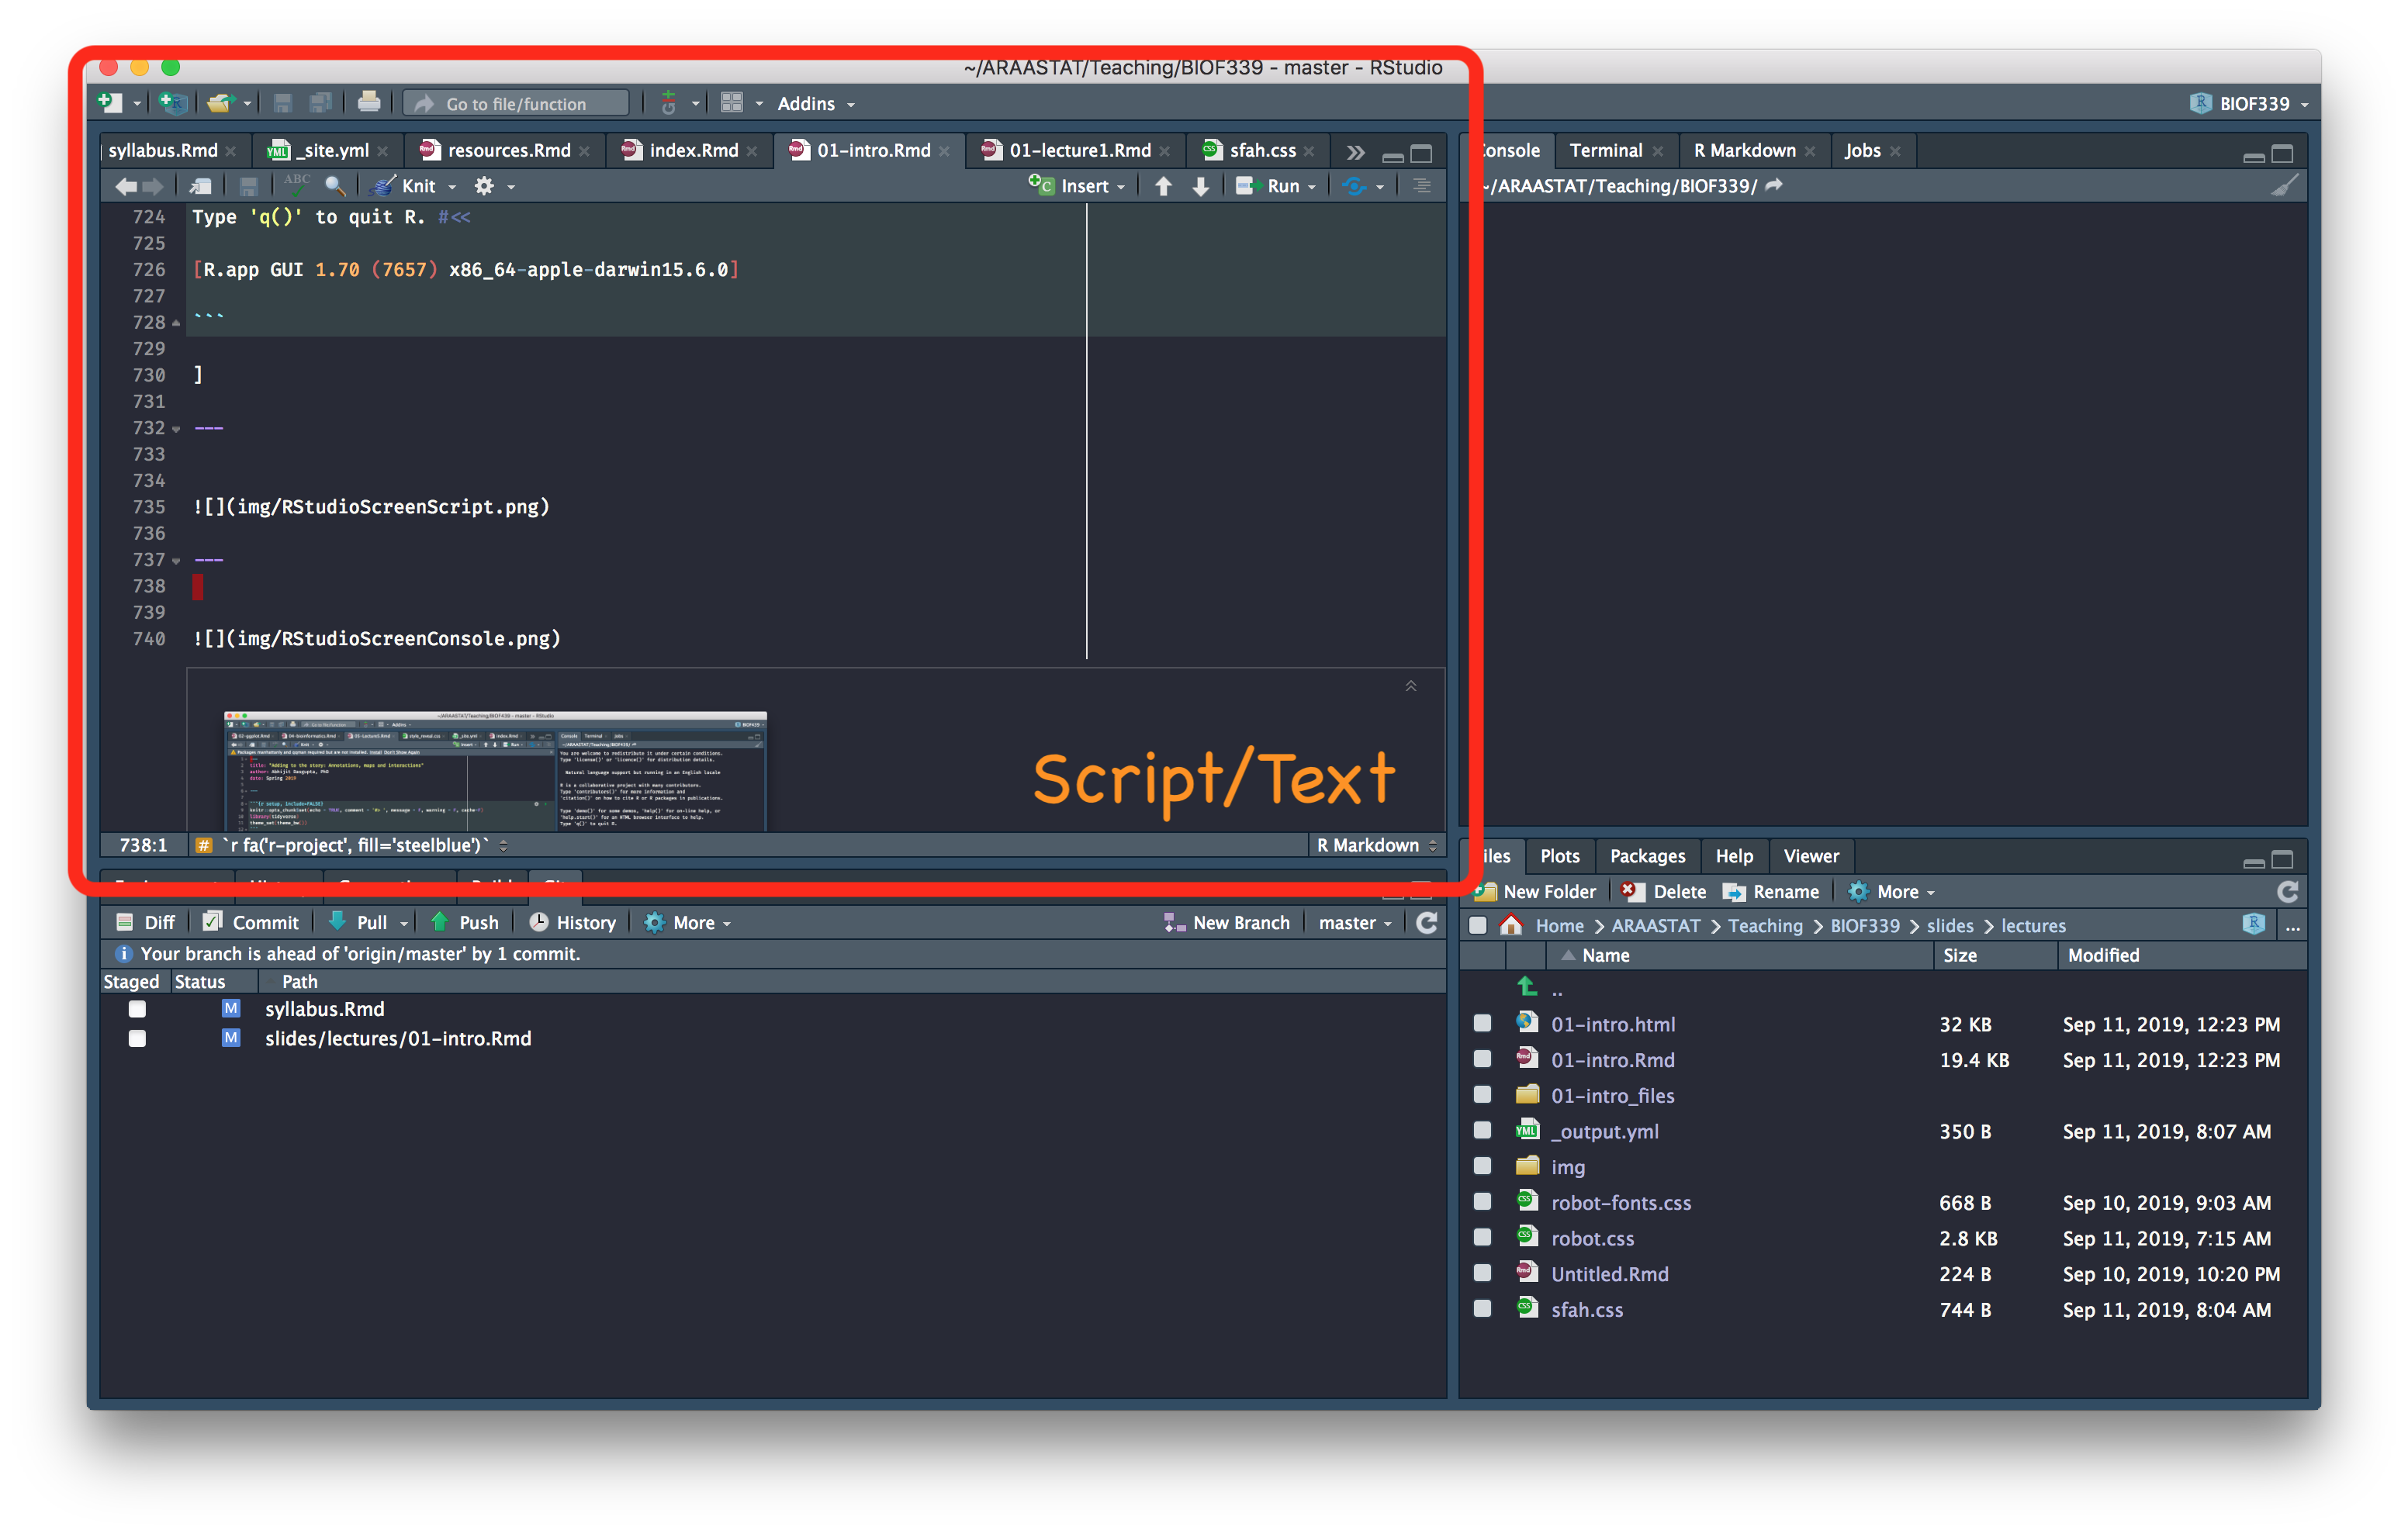 ~/ARAASTAT/Teaching/BIOF339 - master - RStudio
Go to file/function
Addins
BIOF339
syllabus.Rmd
_site.yml
resources.Rmd
index.Rmd
01-intro.Rmd
01-lecture1.Rmd
sfah.css
ABC
Knit
Insert
Run
724 Type 'q()' to quit R. #<<
725
726 [R.app GUI 1.70 (7657) x86_64-apple-darwin15.6.0]
727
728 ```
729
730 ]
731
732 ---
733
734
735 ![](img/RStudioScreenScript.png)
736
737 ---
738
739
740 ![](img/RStudioScreenConsole.png)
Script/Text
738:1 # `r fa('r-project', fill='steelblue')` R Markdown
Diff Commit Pull Push History More New Branch master
Your branch is ahead of 'origin/master' by 1 commit.
Staged Status Path
M syllabus.Rmd
M slides/lectures/01-intro.Rmd
onsole Terminal R Markdown Jobs
~/ARAASTAT/Teaching/BIOF339/
iles Plots Packages Help Viewer
New Folder Delete Rename More
Home ARAASTAT Teaching BIOF339 slides lectures ...
Name Size Modified
..
01-intro.html 32 KB Sep 11, 2019, 12:23 PM
01-intro.Rmd 19.4 KB Sep 11, 2019, 12:23 PM
01-intro_files
_output.yml 350 B Sep 11, 2019, 8:07 AM
img
robot-fonts.css 668 B Sep 10, 2019, 9:03 AM
robot.css 2.8 KB Sep 11, 2019, 7:15 AM
Untitled.Rmd 224 B Sep 10, 2019, 10:20 PM
sfah.css 744 B Sep 11, 2019, 8:04 AM